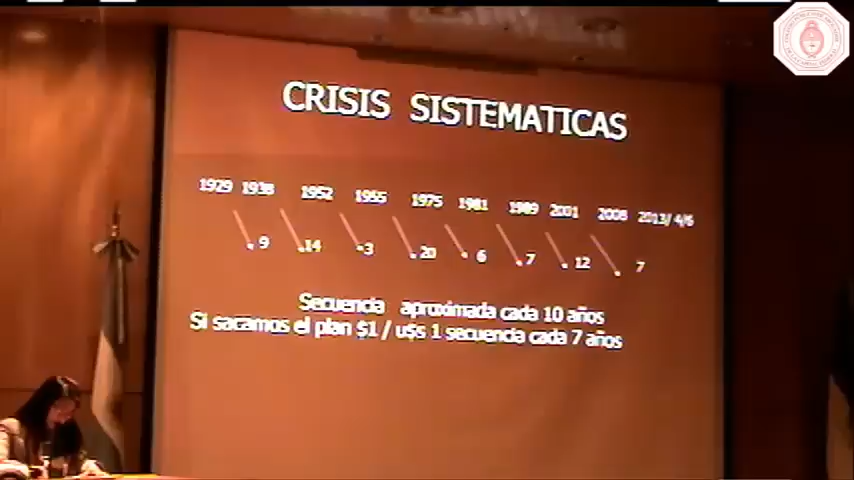 CRISIS SISTEMATICAS
1929 1938 1952 1955 1975 1981 1989 2001 2008 2013/ 4/6
9 14 3 20 6 7 12 7
Secuencia aproximada cada 10 años
Si sacamos el plan $1 / u$s 1 secuencia cada 7 años